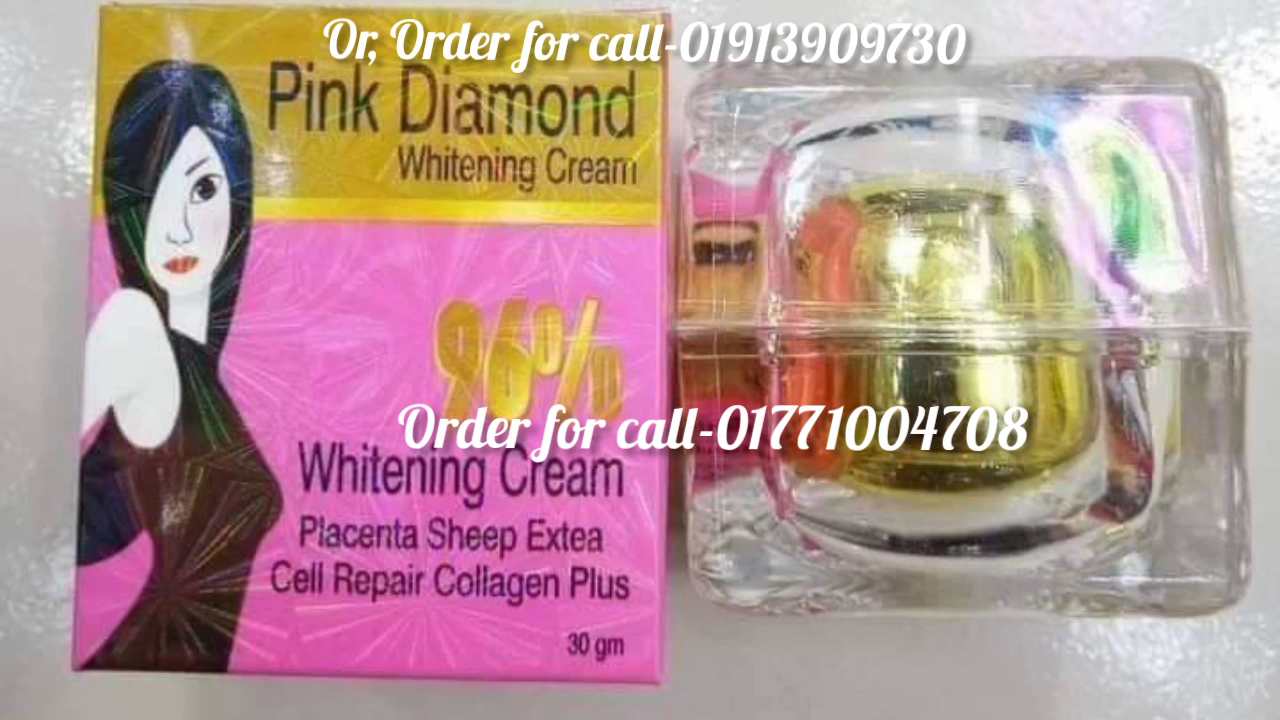 Or, Order for call-01913909730
Pink Diamond
Whitening Cream
96%
Order for call-01771004708
Whitening Cream
Placenta Sheep Extea
Cell Repair Collagen Plus
30 gm